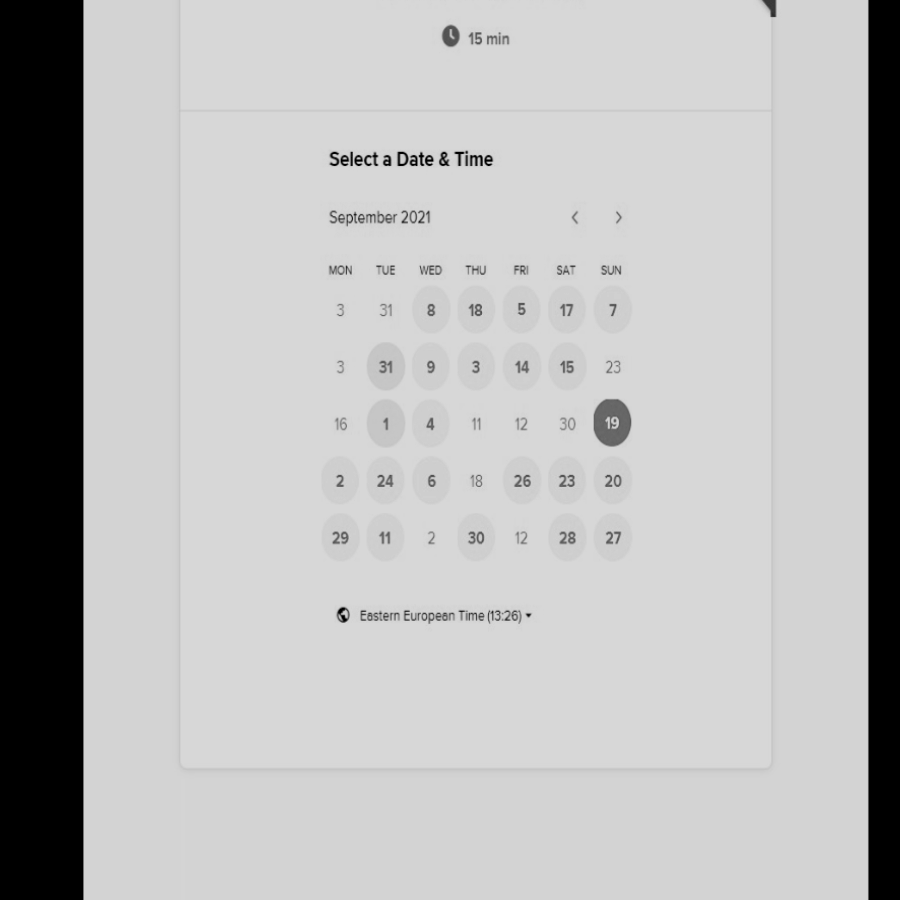 15 min
Select a Date & Time
September 2021
MON TUE WED THU FRI SAT SUN
3 31 8 18 5 17 7
3 31 9 3 14 15 23
16 1 4 11 12 30 19
2 24 6 18 26 23 20
29 11 2 30 12 28 27
Eastern European Time (13:26)